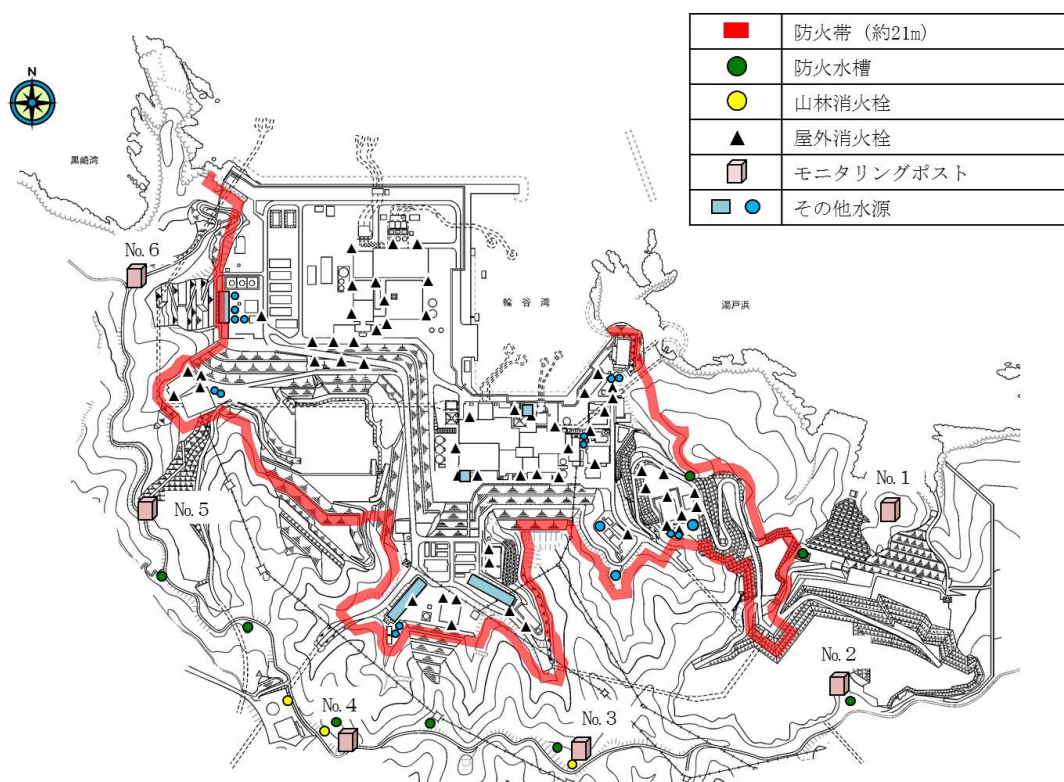 防火帯（約21m）
防火水槽
山林消火栓
屋外消火栓
モニタリングポスト
その他水源
N
黒崎湾
No.6
輪谷湾
湯戸浜
No.1
No.5
No.2
No.4
No.3